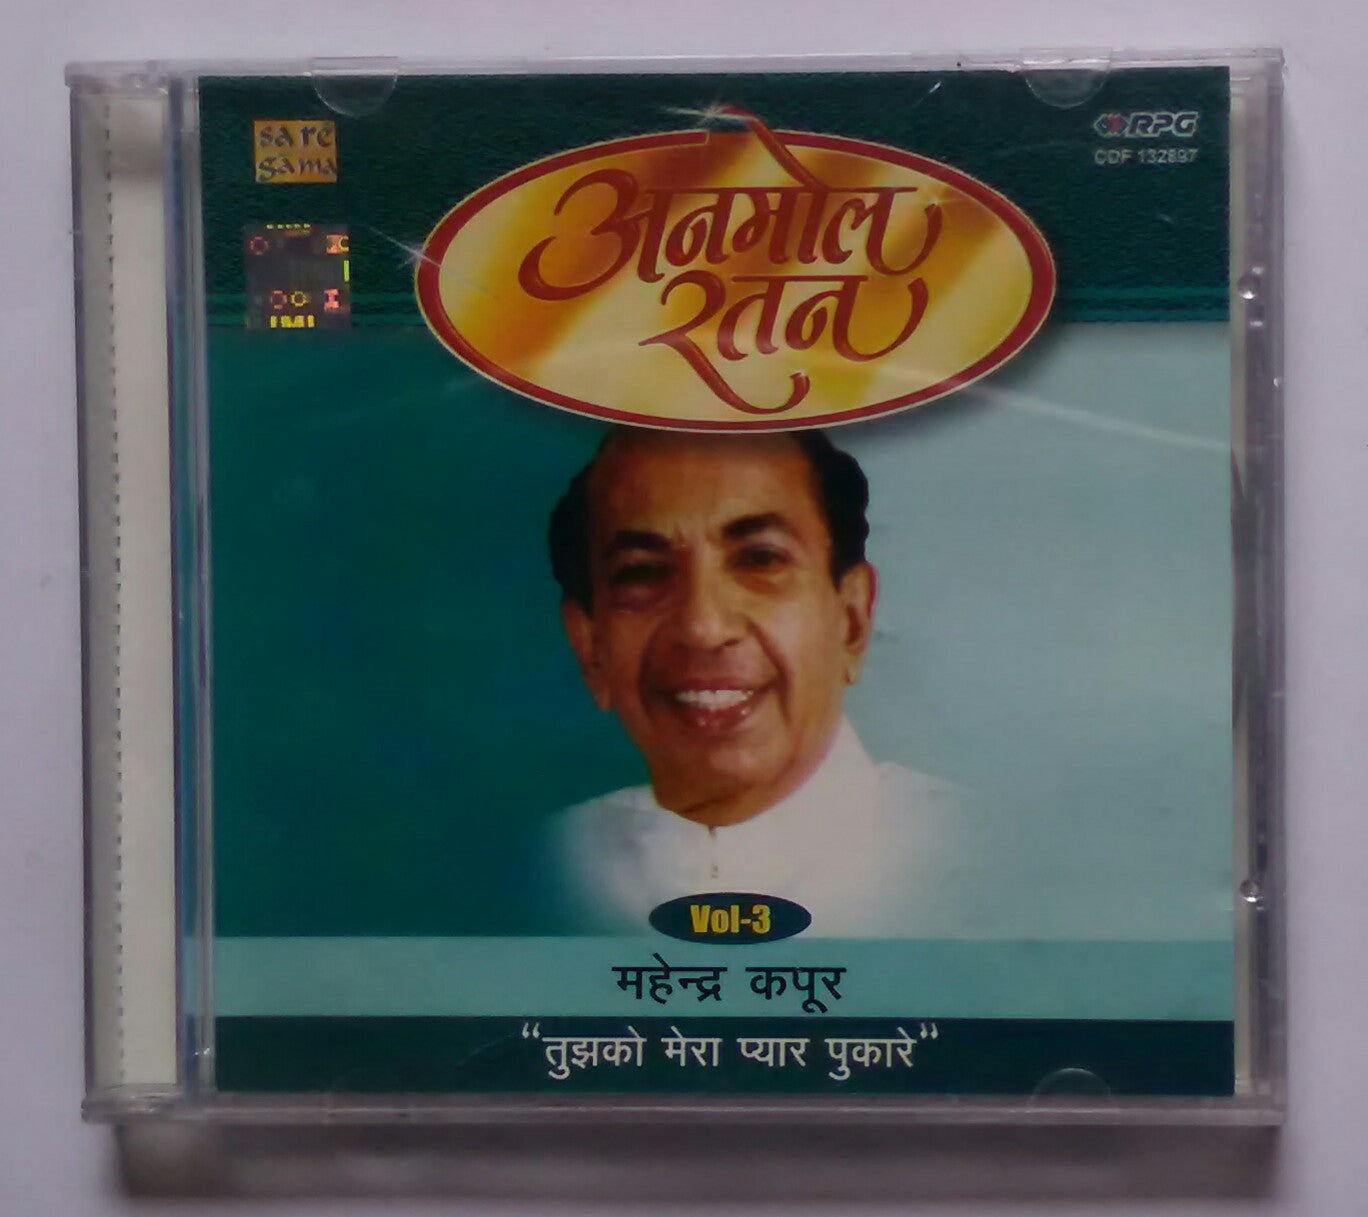 sa re
ga ma
RPG
CDF 132897
अनमोल
रतन
Vol-3
महेन्द्र कपूर
“तुझको मेरा प्यार पुकारे”